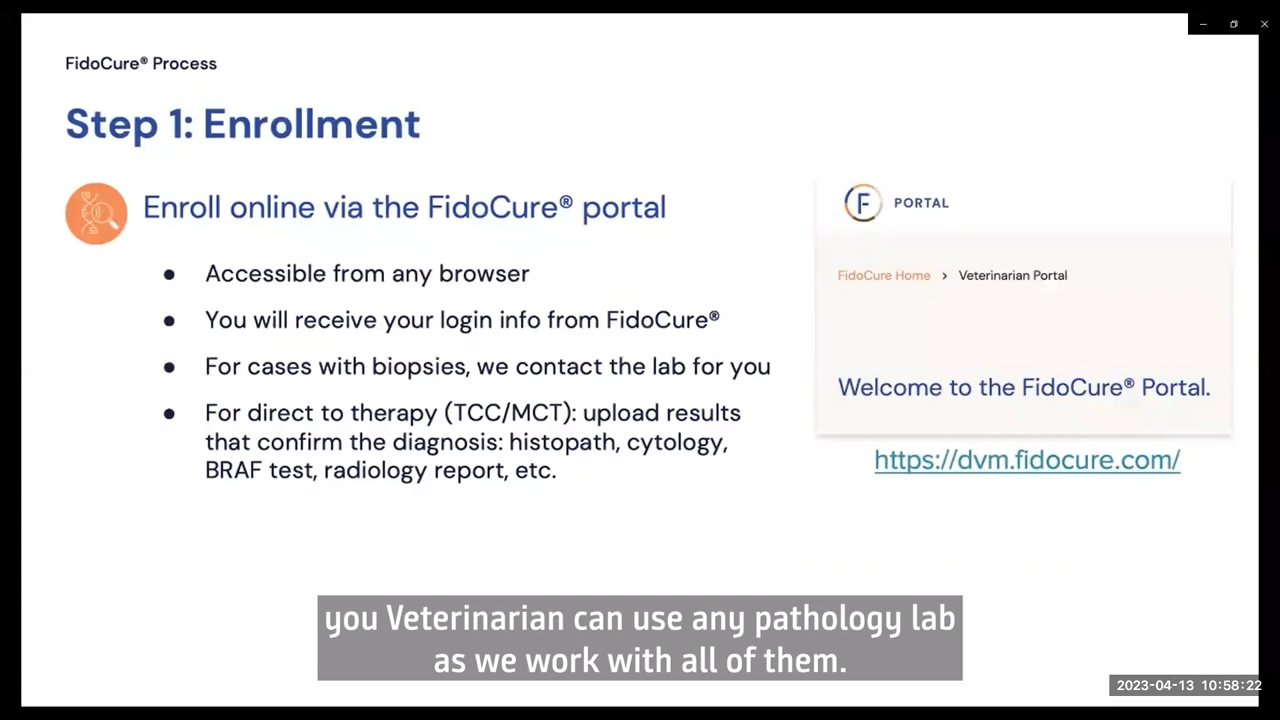 FidoCure® Process
Step 1: Enrollment
Enroll online via the FidoCure® portal
● Accessible from any browser
● You will receive your login info from FidoCure®
● For cases with biopsies, we contact the lab for you
● For direct to therapy (TCC/MCT): upload results
that confirm the diagnosis: histopath, cytology,
BRAF test, radiology report, etc.
F PORTAL
FidoCure Home › Veterinarian Portal
Welcome to the FidoCure® Portal.
https://dvm.fidocure.com/
you Veterinarian can use any pathology lab
as we work with all of them.
2023-04-13 10:58:22